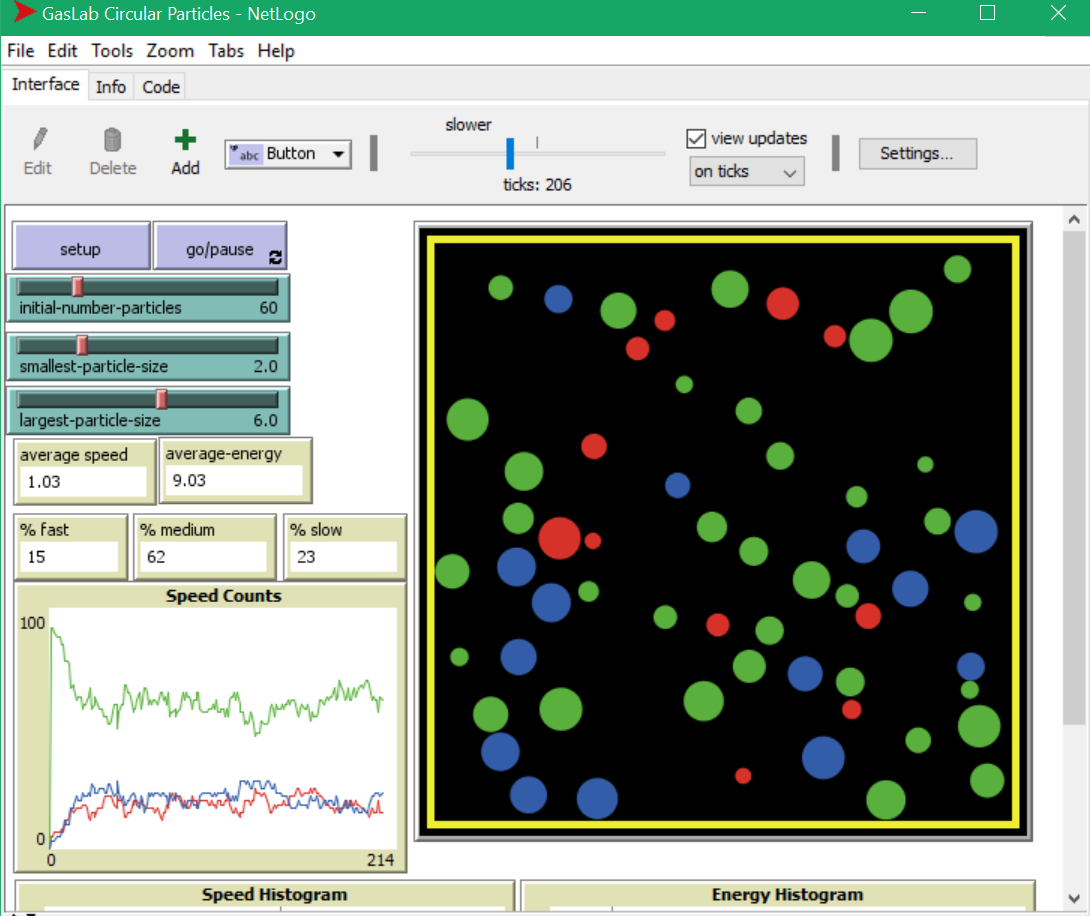 GasLab Circular Particles - NetLogo
File Edit Tools Zoom Tabs Help
Interface Info Code
slower
view updates
Edit Delete Add abc Button Settings...
on ticks
ticks: 206
setup go/pause
initial-number-particles 60
smallest-particle-size 2.0
largest-particle-size 6.0
average speed average-energy
1.03 9.03
% fast % medium % slow
15 62 23
Speed Counts
100
0
0 214
Speed Histogram Energy Histogram